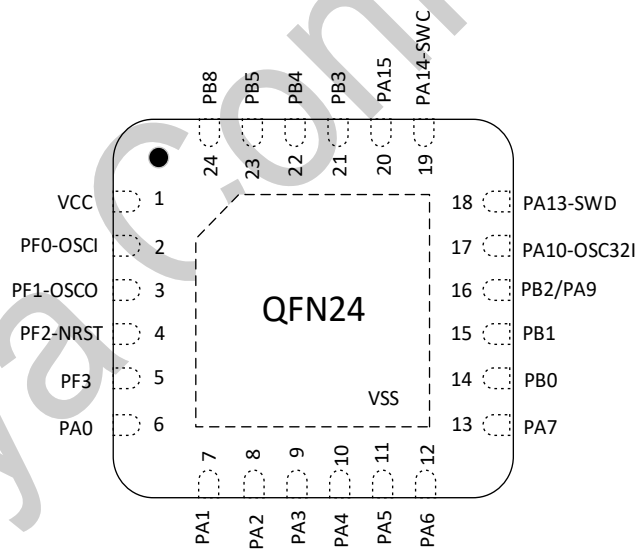 PB8
PB5
PB4
PB3
PA15
PA14-SWC
24
23
22
21
20
19
VCC 1
PF0-OSCI 2
PF1-OSCO 3
PF2-NRST 4
PF3 5
PA0 6
18 PA13-SWD
17 PA10-OSC32I
16 PB2/PA9
15 PB1
14 PB0
13 PA7
QFN24
VSS
7
8
9
10
11
12
PA1
PA2
PA3
PA4
PA5
PA6
ya Con